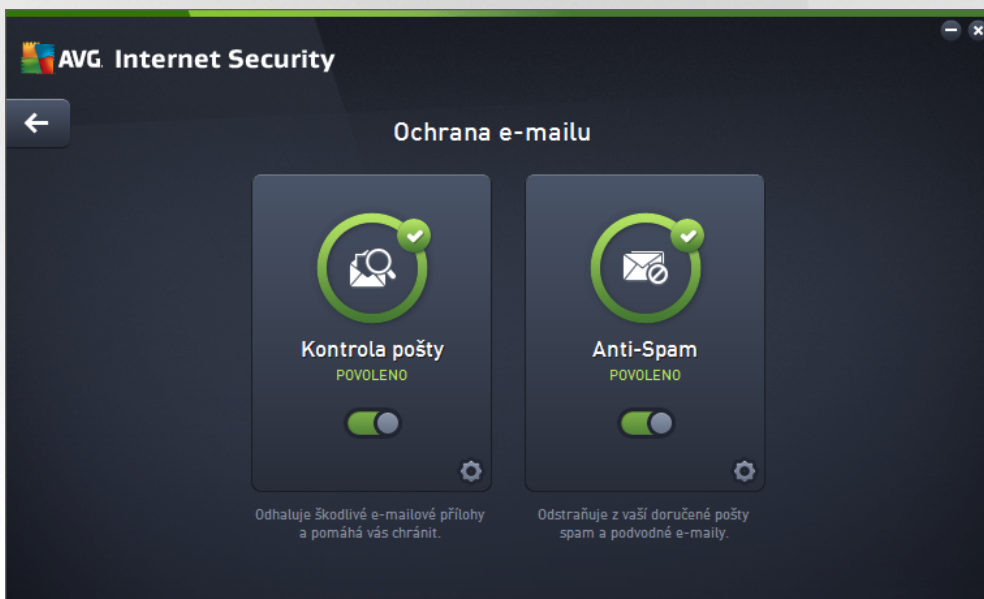 AVG. Internet Security
Ochrana e-mailu
Kontrola pošty
POVOLENO
Odhaluje škodlivé e-mailové přílohy
a pomáhá vás chránit.
Anti-Spam
POVOLENO
Odstraňuje z vaší doručené pošty
spam a podvodné e-maily.